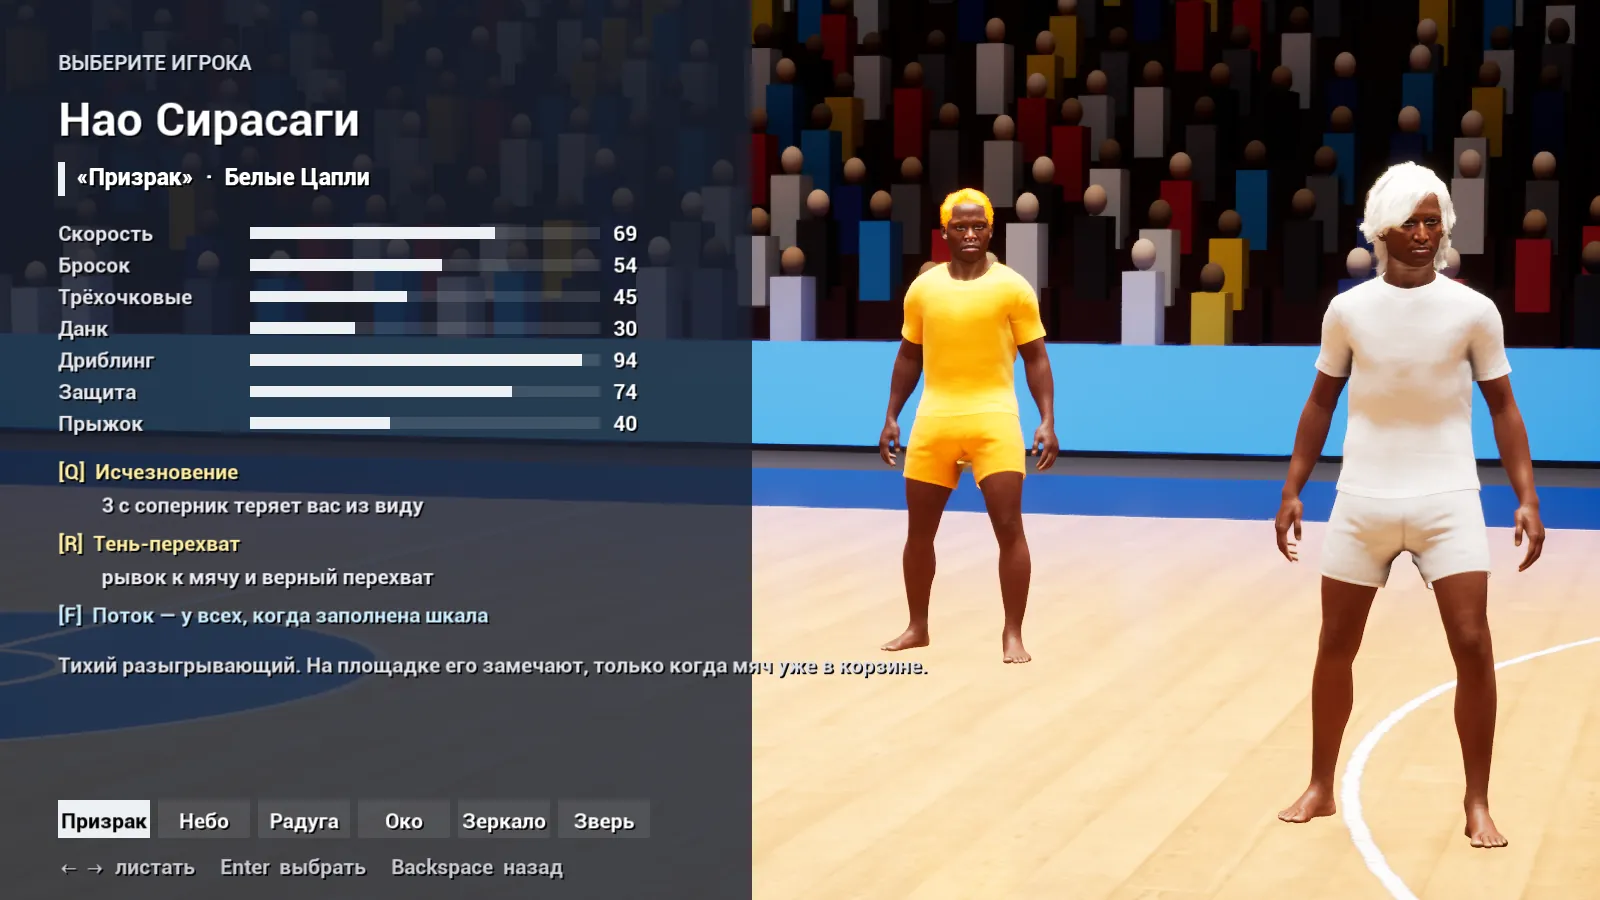 ВЫБЕРИТЕ ИГРОКА
Нао Сирасаги
«Призрак» · Белые Цапли
Скорость 69
Бросок 54
Трёхочковые 45
Данк 30
Дриблинг 94
Защита 74
Прыжок 40
[Q] Исчезновение
3 с соперник теряет вас из виду
[R] Тень-перехват
рывок к мячу и верный перехват
[F] Поток — у всех, когда заполнена шкала
Тихий разыгрывающий. На площадке его замечают, только когда мяч уже в корзине.
Призрак Небо Радуга Око Зеркало Зверь
← → листать Enter выбрать Backspace назад